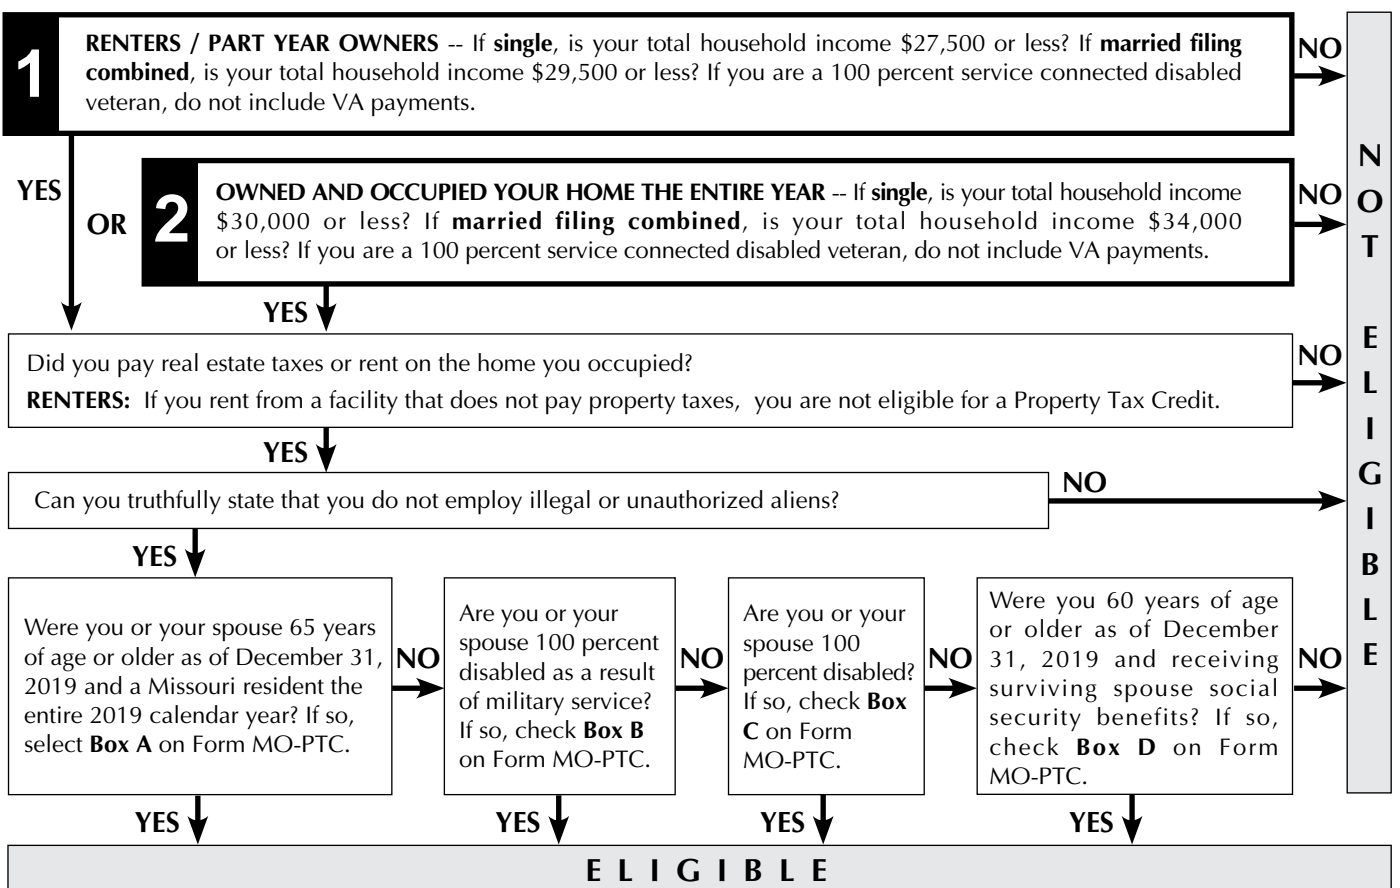 1
RENTERS / PART YEAR OWNERS -- If single, is your total household income $27,500 or less? If married filing
combined, is your total household income $29,500 or less? If you are a 100 percent service connected disabled
veteran, do not include VA payments.
NO
YES
OR
2
OWNED AND OCCUPIED YOUR HOME THE ENTIRE YEAR -- If single, is your total household income
$30,000 or less? If married filing combined, is your total household income $34,000
or less? If you are a 100 percent service connected disabled veteran, do not include VA payments.
NO
YES
Did you pay real estate taxes or rent on the home you occupied?
RENTERS: If you rent from a facility that does not pay property taxes, you are not eligible for a Property Tax Credit.
NO
YES
Can you truthfully state that you do not employ illegal or unauthorized aliens?
NO
YES
Were you or your spouse 65 years
of age or older as of December 31,
2019 and a Missouri resident the
entire 2019 calendar year? If so,
select Box A on Form MO-PTC.
NO
Are you or your
spouse 100 percent
disabled as a result
of military service?
If so, check Box B
on Form MO-PTC.
NO
Are you or your
spouse 100
percent disabled?
If so, check Box
C on Form
MO-PTC.
NO
Were you 60 years of age
or older as of December
31, 2019 and receiving
surviving spouse social
security benefits? If so,
check Box D on Form
MO-PTC.
NO
YES
YES
YES
YES
NOT ELIGIBLE
ELIGIBLE